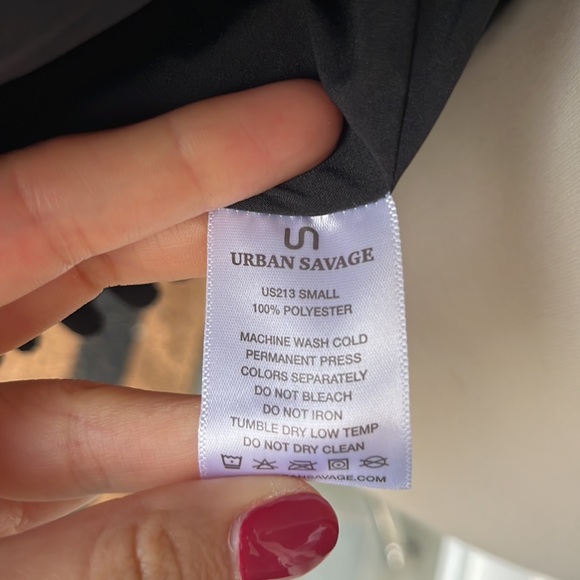 URBAN SAVAGE
US213 SMALL
100% POLYESTER
MACHINE WASH COLD
PERMANENT PRESS
COLORS SEPARATELY
DO NOT BLEACH
DO NOT IRON
TUMBLE DRY LOW TEMP
DO NOT DRY CLEAN